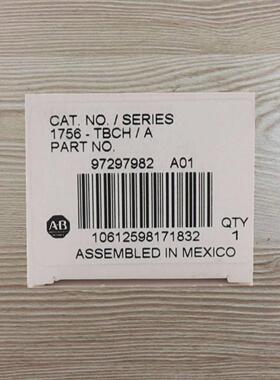 CAT. NO. / SERIES
1756 - TBCH / A
PART NO.
97297982 A01
AB
QTY
10612598171832 1
ASSEMBLED IN MEXICO